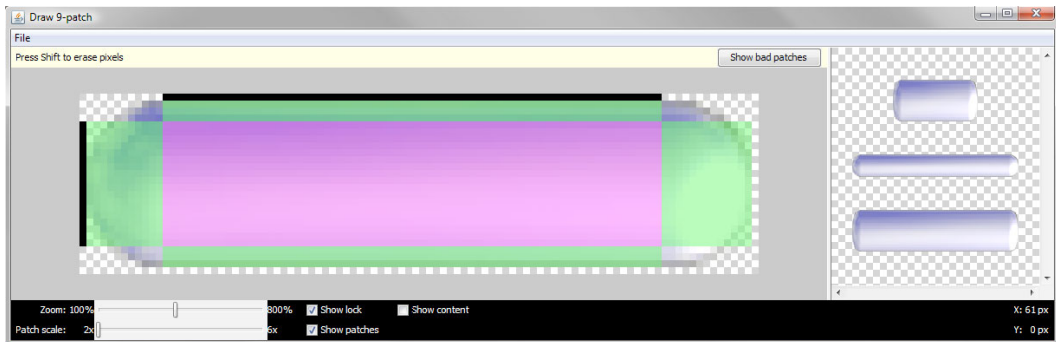 Draw 9-patch
File
Press Shift to erase pixels
Show bad patches
Zoom: 100%
800%
Show lock
Show content
X: 61 px
Patch scale: 2x
6x
Show patches
Y: 0 px